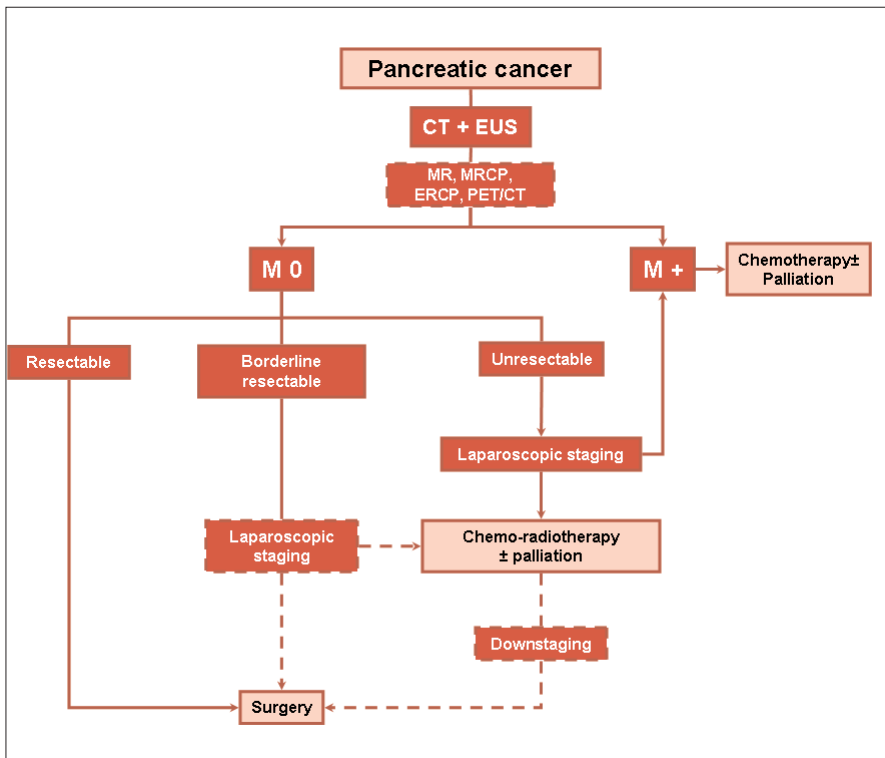 Pancreatic cancer
CT + EUS
MR, MRCP,
ERCP, PET/CT
M 0
M +
Chemotherapy±
Palliation
Resectable
Borderline
resectable
Unresectable
Laparoscopic staging
Laparoscopic
staging
Chemo-radiotherapy
± palliation
Downstaging
Surgery